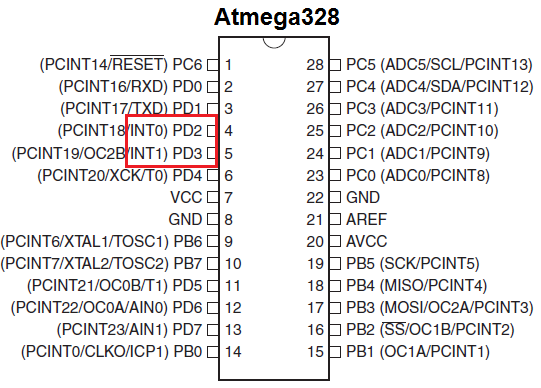 Atmega328
(PCINT14/RESET) PC6 1 28 PC5 (ADC5/SCL/PCINT13)
(PCINT16/RXD) PD0 2 27 PC4 (ADC4/SDA/PCINT12)
(PCINT17/TXD) PD1 3 26 PC3 (ADC3/PCINT11)
(PCINT18/INT0) PD2 4 25 PC2 (ADC2/PCINT10)
(PCINT19/OC2B/INT1) PD3 5 24 PC1 (ADC1/PCINT9)
(PCINT20/XCK/T0) PD4 6 23 PC0 (ADC0/PCINT8)
VCC 7 22 GND
GND 8 21 AREF
(PCINT6/XTAL1/TOSC1) PB6 9 20 AVCC
(PCINT7/XTAL2/TOSC2) PB7 10 19 PB5 (SCK/PCINT5)
(PCINT21/OC0B/T1) PD5 11 18 PB4 (MISO/PCINT4)
(PCINT22/OC0A/AIN0) PD6 12 17 PB3 (MOSI/OC2A/PCINT3)
(PCINT23/AIN1) PD7 13 16 PB2 (SS/OC1B/PCINT2)
(PCINT0/CLKO/ICP1) PB0 14 15 PB1 (OC1A/PCINT1)